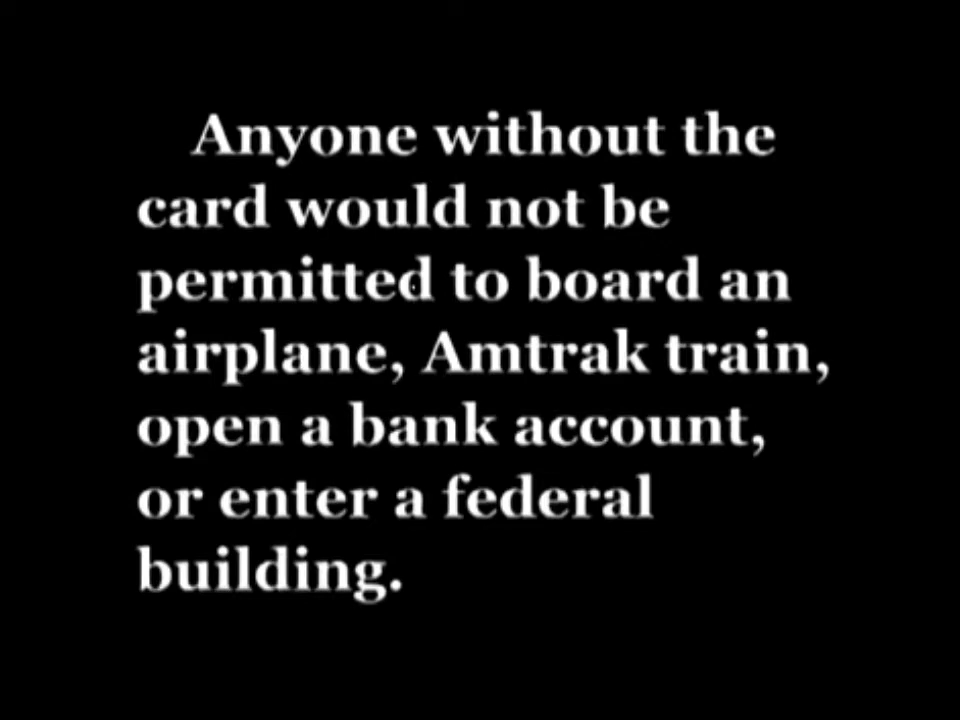 Anyone without the
card would not be
permitted to board an
airplane, Amtrak train,
open a bank account,
or enter a federal
building.